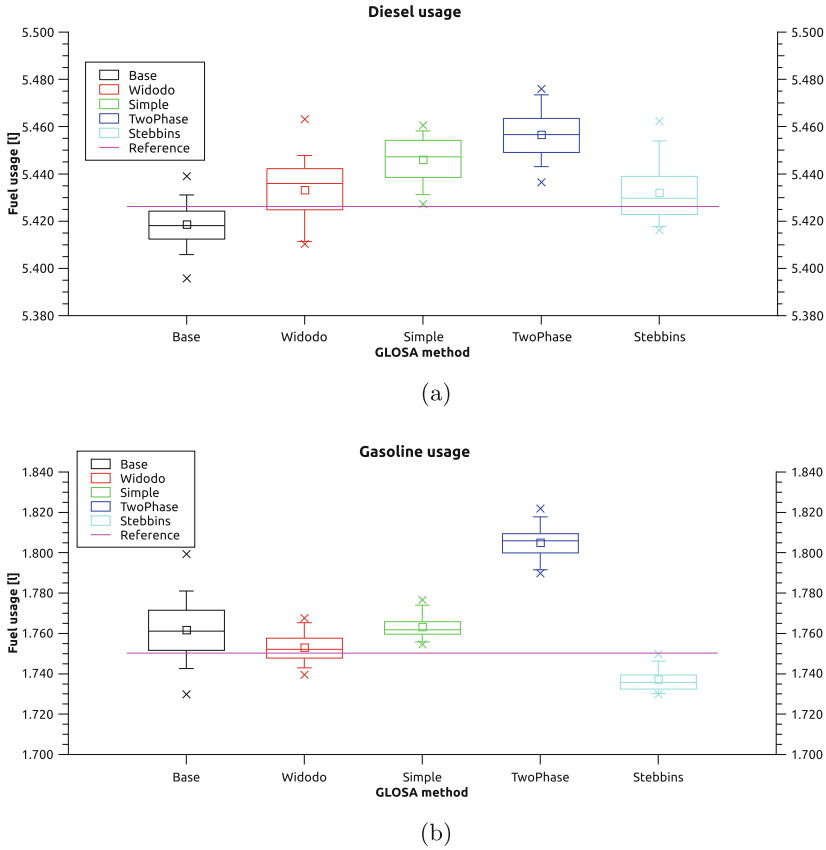 Diesel usage
5.500 5.500
5.480 5.480
Base
Widodo
Simple
TwoPhase
Stebbins
Reference
5.460 5.460
5.440 5.440
5.420 5.420
5.400 5.400
5.380 5.380
Fuel usage [l]
Base Widodo Simple TwoPhase Stebbins
GLOSA method
(a)
Gasoline usage
Base
Widodo
Simple
TwoPhase
Stebbins
Reference
1.840 1.840
1.820 1.820
1.800 1.800
1.780 1.780
1.760 1.760
1.740 1.740
1.720 1.720
1.700 1.700
Fuel usage [l]
Base Widodo Simple TwoPhase Stebbins
GLOSA method
(b)